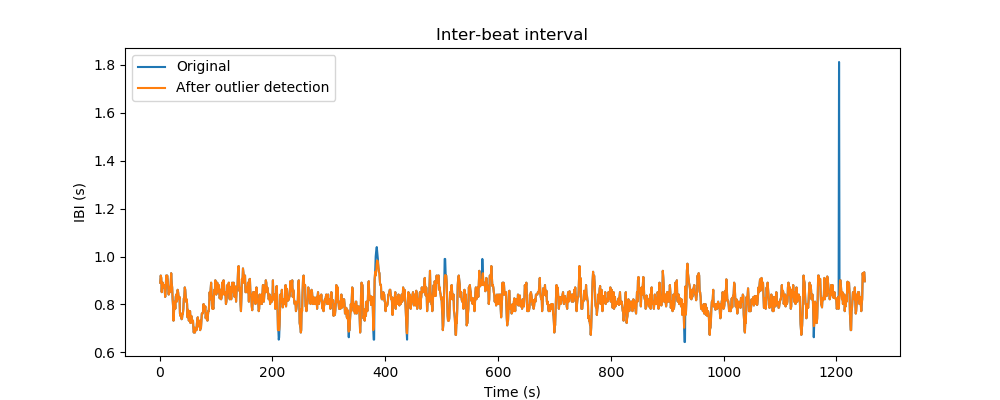 Inter-beat interval
Original
After outlier detection
1.8
1.6
1.4
1.2
1.0
0.8
0.6
IBI (s)
0
200
400
600
800
1000
1200
Time (s)